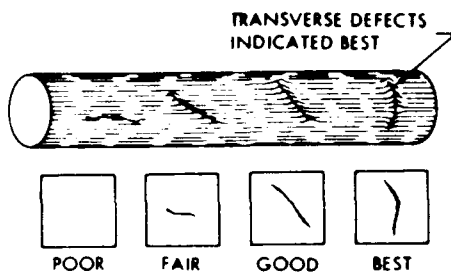 TRANSVERSE DEFECTS
INDICATED BEST
POOR FAIR GOOD BEST